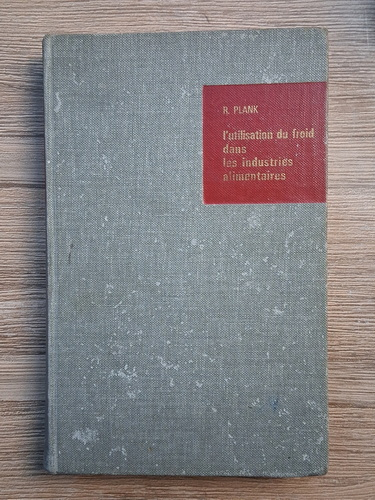 R. PLANK
l'utilisation du froid
dans
les industries
alimentaires